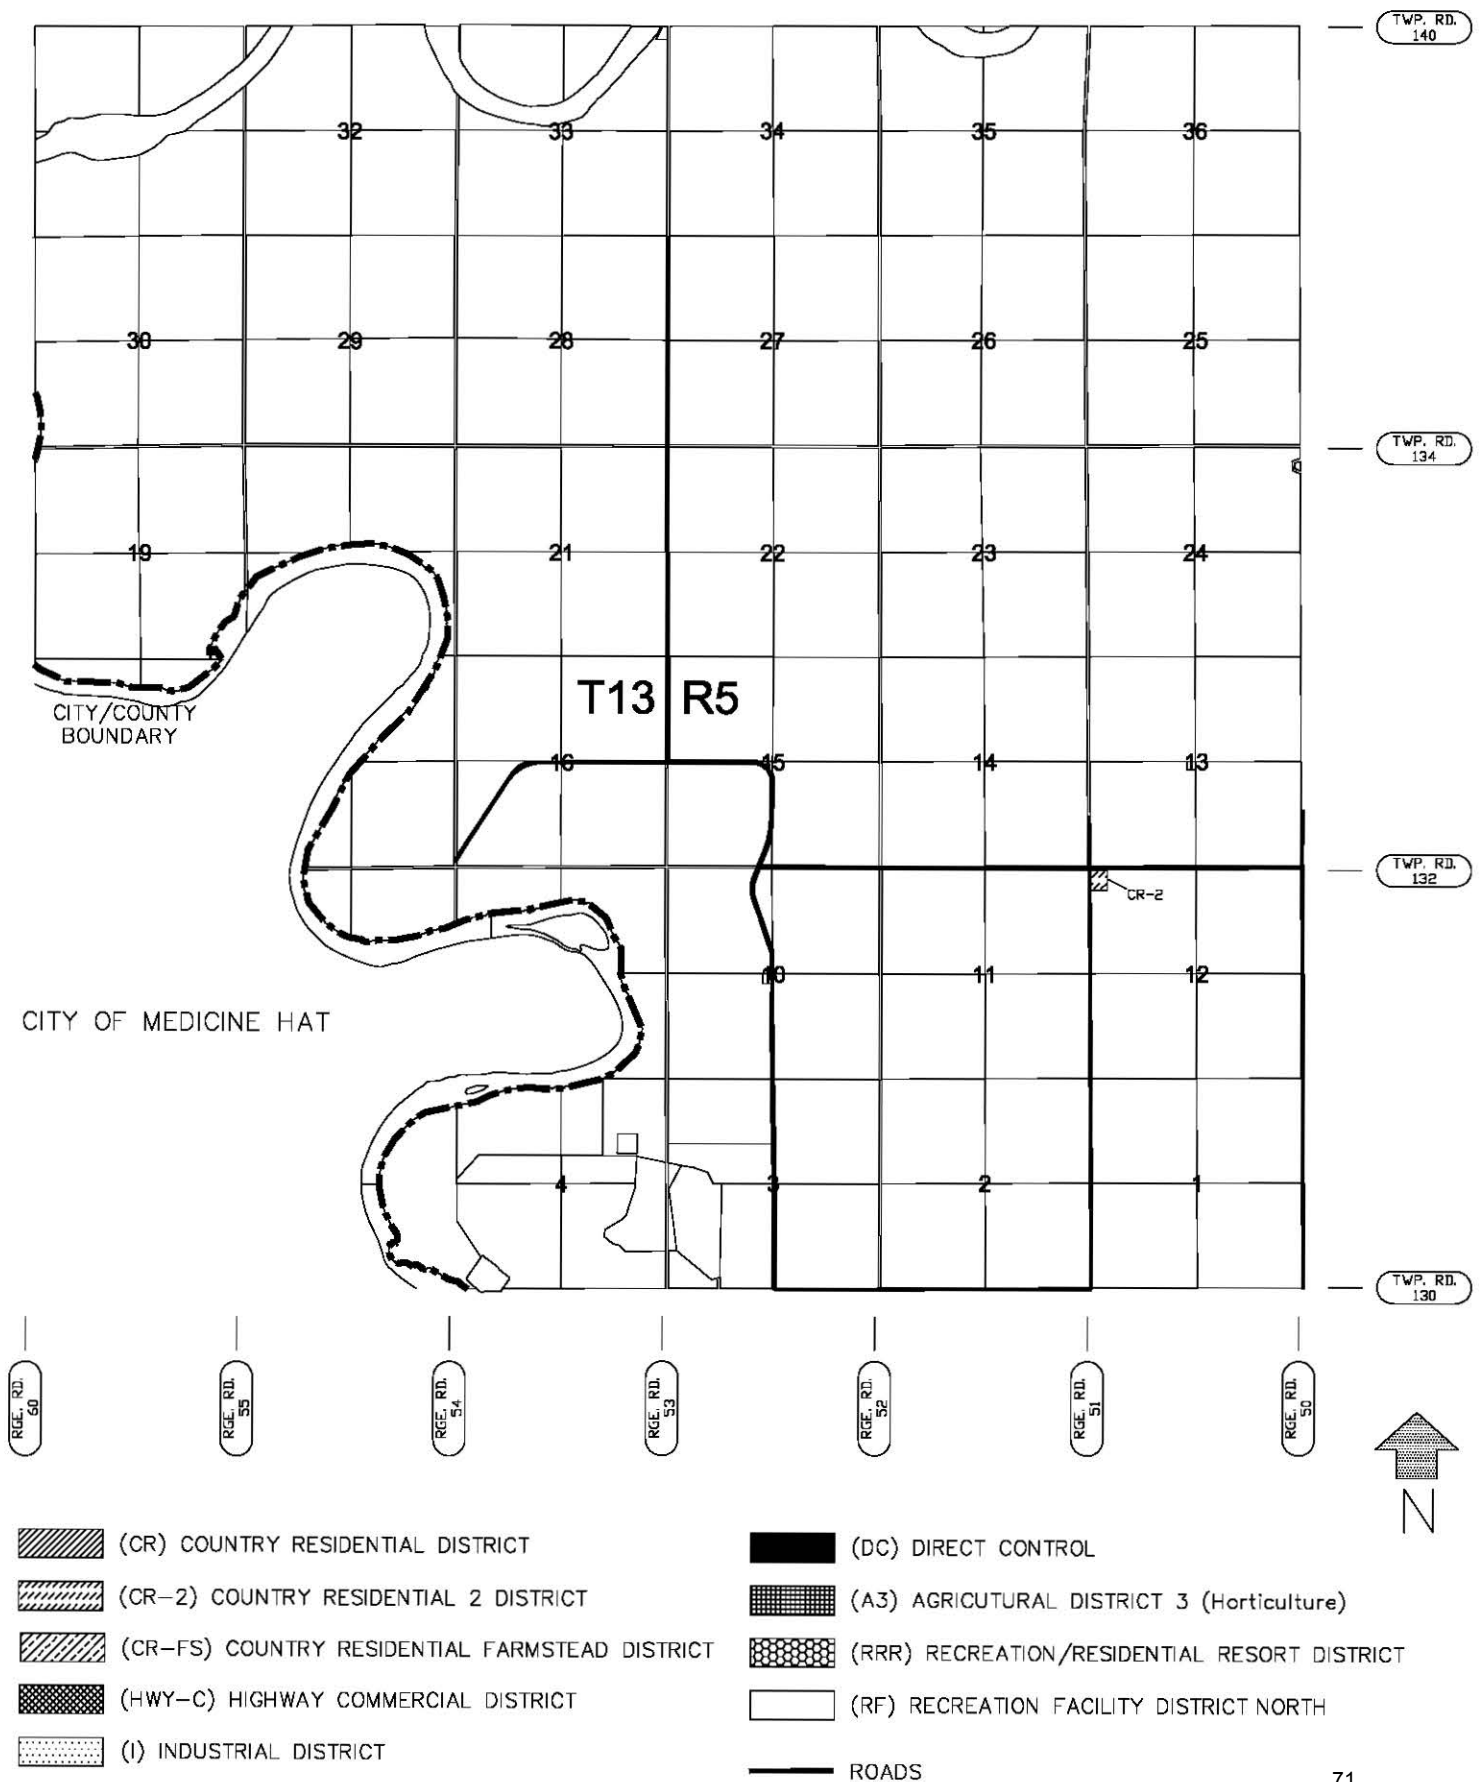 TWP. RD.
140
32 33 34 35 36
30 29 28 27 26 25
TWP. RD.
134
19 21 22 23 24
T13 R5
CITY/COUNTY
BOUNDARY
16 15 14 13
TWP. RD.
132
CR-2
10 11 12
CITY OF MEDICINE HAT
4 3 2 1
TWP. RD.
130
RGE. RD.
60
RGE. RD.
55
RGE. RD.
54
RGE. RD.
53
RGE. RD.
52
RGE. RD.
51
RGE. RD.
50
N
(CR) COUNTRY RESIDENTIAL DISTRICT
(CR-2) COUNTRY RESIDENTIAL 2 DISTRICT
(CR-FS) COUNTRY RESIDENTIAL FARMSTEAD DISTRICT
(HWY-C) HIGHWAY COMMERCIAL DISTRICT
(I) INDUSTRIAL DISTRICT
(DC) DIRECT CONTROL
(A3) AGRICUTURAL DISTRICT 3 (Horticulture)
(RRR) RECREATION/RESIDENTIAL RESORT DISTRICT
(RF) RECREATION FACILITY DISTRICT NORTH
ROADS
71